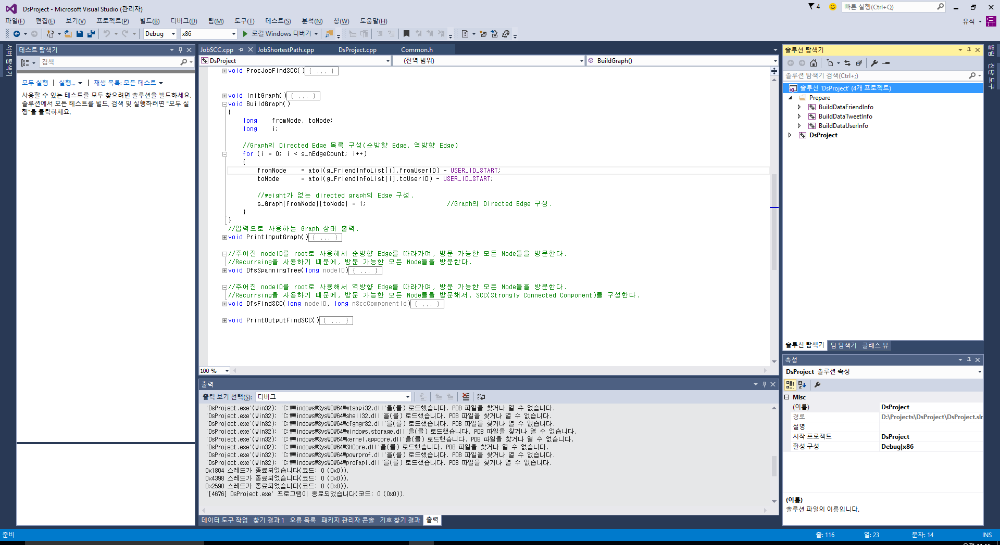 DsProject - Microsoft Visual Studio (관리자)
4
빠른 실행(Ctrl+Q)
파일(F) 편집(E) 보기(V) 프로젝트(P) 빌드(B) 디버그(D) 팀(M) 도구(T) 테스트(S) 분석(N) 창(W) 도움말(H)
유석
Debug x86 로컬 Windows 디버거
서버 탐색기
테스트 탐색기
검색
모두 실행 | 실행... | 재생 목록: 모든 테스트
사용할 수 있는 테스트를 모두 찾으려면 솔루션을 빌드하세요.
솔루션에서 모든 테스트를 빌드, 검색 및 실행하려면 "모두 실
행"을 클릭하세요.
JobSCC.cpp JobShortestPath.cpp DsProject.cpp Common.h
DsProject (전역 범위) BuildGraph()
void ProcJobFindSCC(){ ... }
void InitGraph(){ ... }
void BuildGraph()
{
long fromNode, toNode;
long i;
//Graph의 Directed Edge 목록 구성(순방향 Edge, 역방향 Edge)
for (i = 0; i < s_nEdgeCount; i++)
{
fromNode = atol(g_FriendInfoList[i].fromUserID) - USER_ID_START;
toNode = atol(g_FriendInfoList[i].toUserID) - USER_ID_START;
//weight가 없는 directed graph의 Edge 구성.
s_Graph[fromNode][toNode] = 1; //Graph의 Directed Edge 구성.
}
}
//입력으로 사용하는 Graph 상태 출력.
void PrintInputGraph(){ ... }
//주어진 nodeID를 root로 사용해서 순방향 Edge를 따라가며, 방문 가능한 모든 Node들을 방문한다.
//Recurrsing을 사용하기 때문에, 방문 가능한 모든 Node들을 방문한다.
void DfsSpanningTree(long nodeID){ ... }
//주어진 nodeID를 root로 사용해서 역방향 Edge를 따라가며, 방문 가능한 모든 Node들을 방문한다.
//Recurrsing을 사용하기 때문에, 방문 가능한 모든 Node들을 방문해서, SCC(Strongly Connected Component)를 구성한다.
void DfsFindSCC(long nodeID, long nSccComponentId){ ... }
void PrintOutputFindSCC(){ ... }
100 %
출력
출력 보기 선택(S): 디버그
'DsProject.exe'(Win32): 'C:₩Windows₩SysWOW64₩wtsapi32.dll'을(를) 로드했습니다. PDB 파일을 찾거나 열 수 없습니다.
'DsProject.exe'(Win32): 'C:₩Windows₩SysWOW64₩shell32.dll'을(를) 로드했습니다. PDB 파일을 찾거나 열 수 없습니다.
'DsProject.exe'(Win32): 'C:₩Windows₩SysWOW64₩cfgmgr32.dll'을(를) 로드했습니다. PDB 파일을 찾거나 열 수 없습니다.
'DsProject.exe'(Win32): 'C:₩Windows₩SysWOW64₩windows.storage.dll'을(를) 로드했습니다. PDB 파일을 찾거나 열 수 없습니다.
'DsProject.exe'(Win32): 'C:₩Windows₩SysWOW64₩kernel.appcore.dll'을(를) 로드했습니다. PDB 파일을 찾거나 열 수 없습니다.
'DsProject.exe'(Win32): 'C:₩Windows₩SysWOW64₩SHCore.dll'을(를) 로드했습니다. PDB 파일을 찾거나 열 수 없습니다.
'DsProject.exe'(Win32): 'C:₩Windows₩SysWOW64₩powrprof.dll'을(를) 로드했습니다. PDB 파일을 찾거나 열 수 없습니다.
'DsProject.exe'(Win32): 'C:₩Windows₩SysWOW64₩profapi.dll'을(를) 로드했습니다. PDB 파일을 찾거나 열 수 없습니다.
0x1804 스레드가 종료되었습니다(코드: 0 (0x0)).
0x4398 스레드가 종료되었습니다(코드: 0 (0x0)).
0x2590 스레드가 종료되었습니다(코드: 0 (0x0)).
'[4676] DsProject.exe' 프로그램이 종료되었습니다(코드: 0 (0x0)).
데이터 도구 작업 찾기 결과 1 오류 목록 패키지 관리자 콘솔 기호 찾기 결과 출력
솔루션 탐색기
솔루션 탐색기 검색(Ctrl+;)
솔루션 'DsProject' (4개 프로젝트)
Prepare
BuildDataFriendInfo
BuildDataTweetInfo
BuildDataUserInfo
DsProject
솔루션 탐색기 팀 탐색기 클래스 뷰
속성
DsProject 솔루션 속성
Misc
(이름) DsProject
경로 D:\Projects\DsProject\DsProject.sln
설명
시작 프로젝트 DsProject
활성 구성 Debug|x86
(이름)
솔루션 파일의 이름입니다.
알림
진단 도구
준비 줄: 116 열: 23 문자: 14 INS